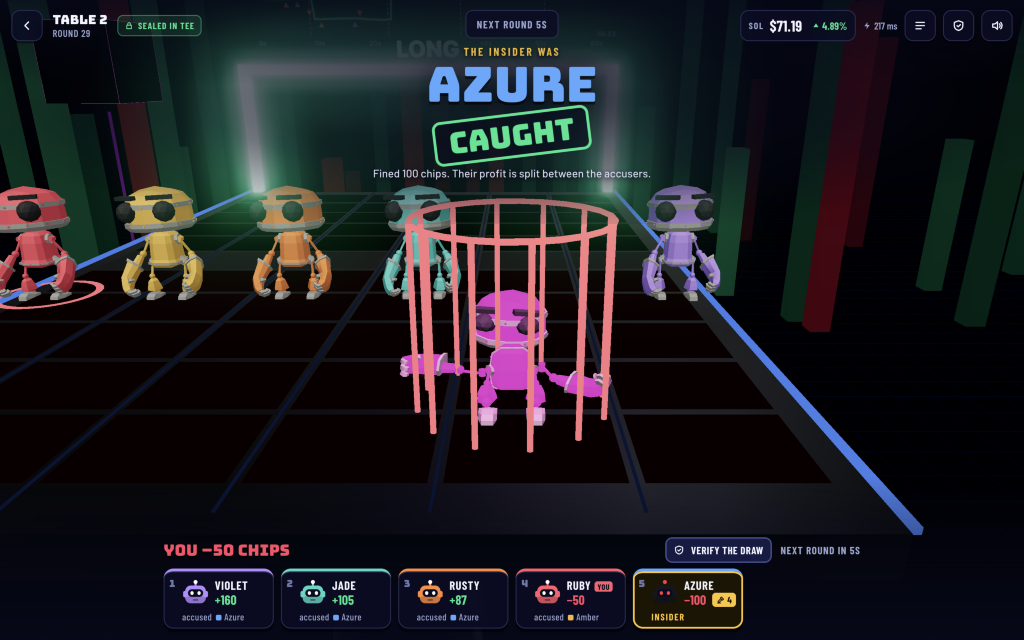 TABLE 2
ROUND 29
SEALED IN TEE
NEXT ROUND 5S
SOL $71.19 4.89%
217 ms
LONG
THE INSIDER WAS
AZURE
CAUGHT
Fined 100 chips. Their profit is split between the accusers.
YOU −50 CHIPS
VERIFY THE DRAW
NEXT ROUND IN 5S
1 VIOLET
+160
accused Azure
2 JADE
+105
accused Azure
3 RUSTY
+87
accused Azure
4 RUBY YOU
−50
accused Amber
5 AZURE
−100 4
INSIDER